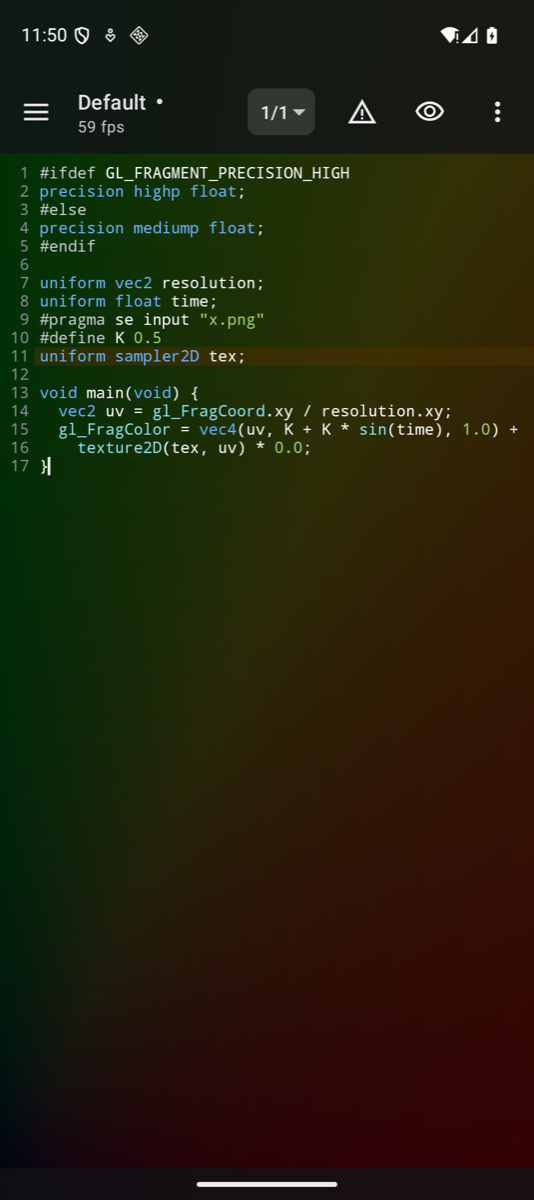 11:50
Default •
59 fps
1/1
1 #ifdef GL_FRAGMENT_PRECISION_HIGH
2 precision highp float;
3 #else
4 precision mediump float;
5 #endif
6
7 uniform vec2 resolution;
8 uniform float time;
9 #pragma se input "x.png"
10 #define K 0.5
11 uniform sampler2D tex;
12
13 void main(void) {
14   vec2 uv = gl_FragCoord.xy / resolution.xy;
15   gl_FragColor = vec4(uv, K + K * sin(time), 1.0) +
16     texture2D(tex, uv) * 0.0;
17 }